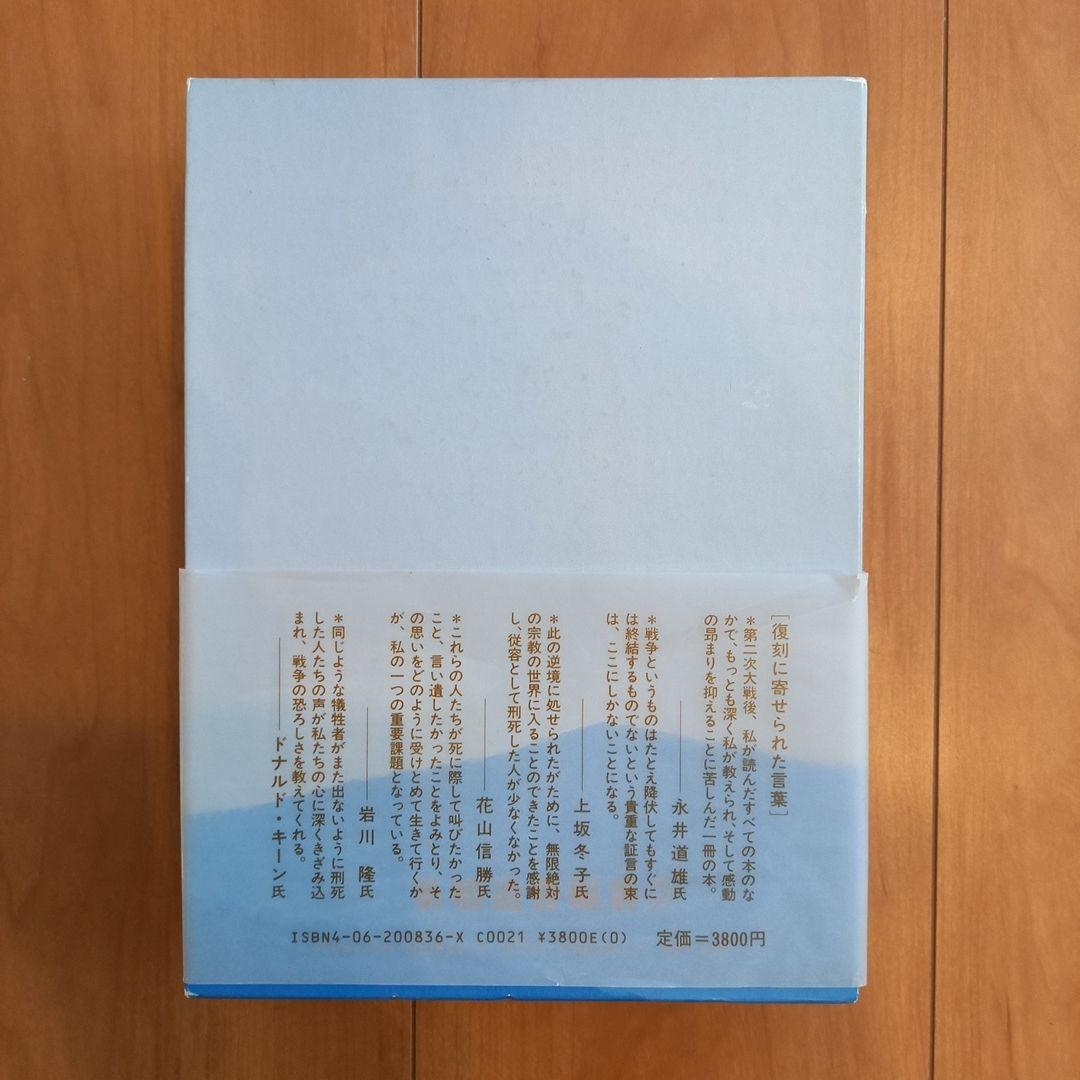 [復刻に寄せられた言葉]
＊第二次大戦後、私が読んだすべての本のな
かで、もっとも深く私が教えられ、そして感動
の昂まりを抑えることに苦しんだ一冊の本。
——永井道雄氏
＊戦争というものはたとえ降伏してもすぐに
は終結するものでないという貴重な証言の束
は、ここにしかないことになる。
——上坂冬子氏
＊此の逆境に処せられたがために、無限絶対
の宗教の世界に入ることのできたことを感謝
し、従容として刑死した人が少なくなかった。
——花山信勝氏
＊これらの人たちが死に際して叫びたかった
こと、言い遺したかったことをよみとり、そ
の思いをどのように受けとめて生きて行くか
が、私の一つの重要課題となっている。
——岩川 隆氏
＊同じような犠牲者がまた出ないように刑死
した人たちの声が私たちの心に深くきざみ込
まれ、戦争の恐ろしさを教えてくれる。
——ドナルド・キーン氏
ISBN4-06-200836-X C0021 ¥3800E(0) 定価＝3800円